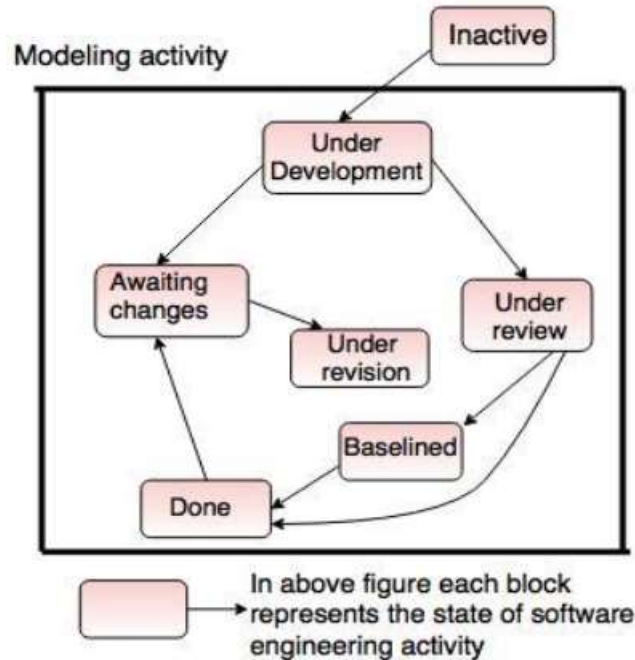 Inactive
Modeling activity
Under
Development
Awaiting
changes
Under
review
Under
revision
Baselined
Done
In above figure each block
represents the state of software
engineering activity